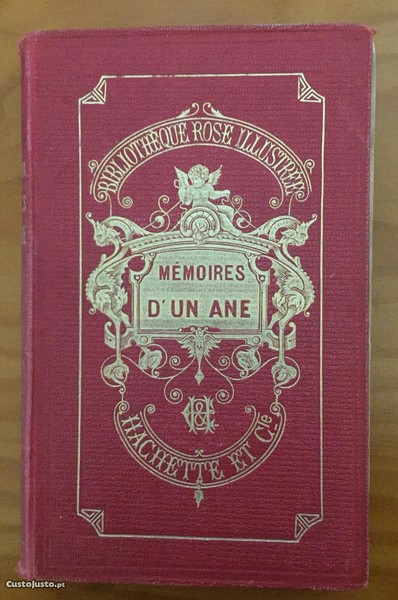 BIBLIOTHÈQUE ROSE ILLUSTRÉE
MÉMOIRES
D'UN ANE
H&C
HACHETTE ET Cie
CustoJusto.pt